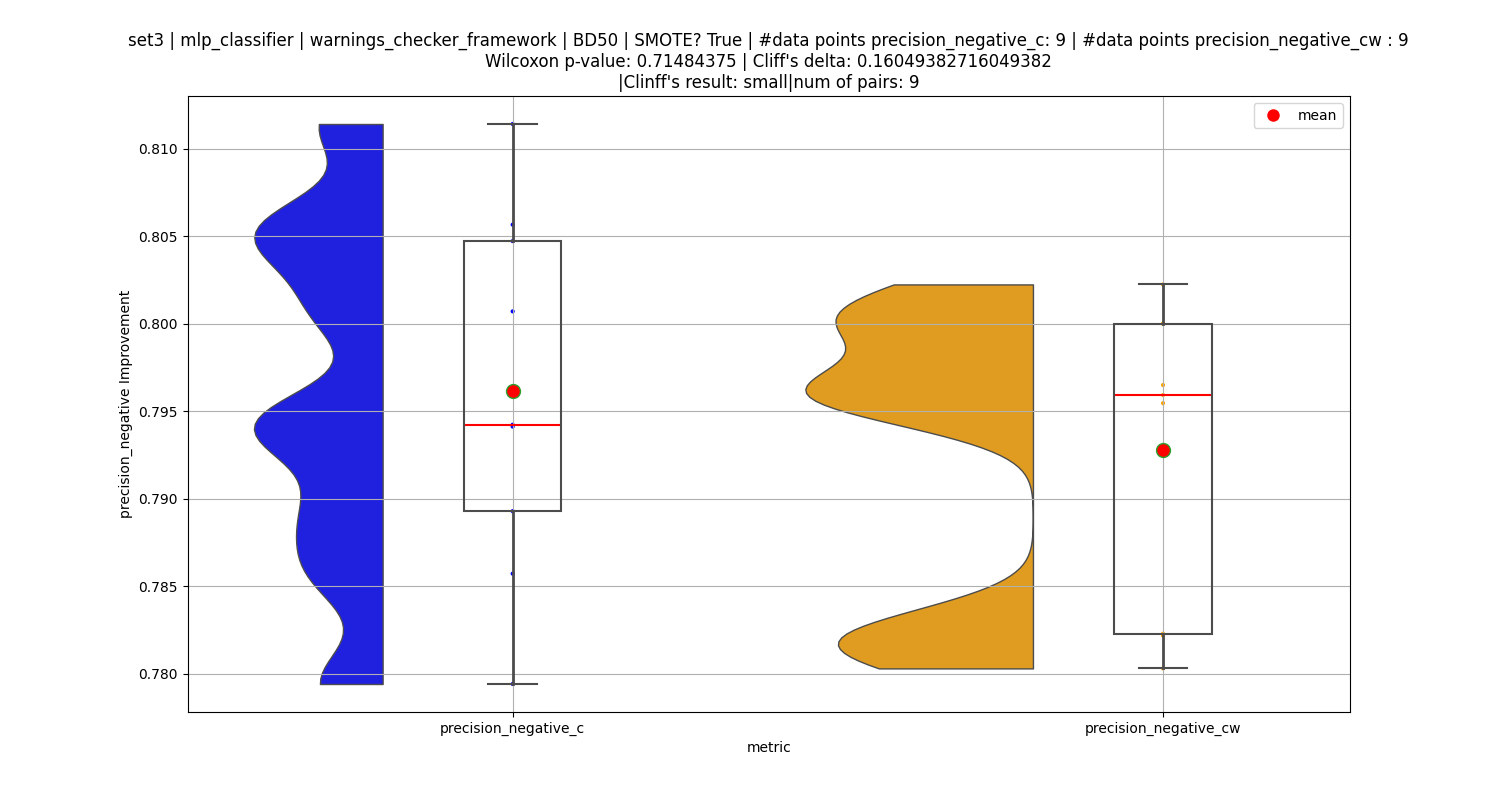 set3 | mlp_classifier | warnings_checker_framework | BD50 | SMOTE? True | #data points precision_negative_c: 9 | #data points precision_negative_cw : 9
Wilcoxon p-value: 0.71484375 | Cliff's delta: 0.16049382716049382
|Clinff's result: small|num of pairs: 9
mean
0.810
0.805
0.800
0.795
0.790
0.785
0.780
precision_negative Improvement
precision_negative_c
precision_negative_cw
metric